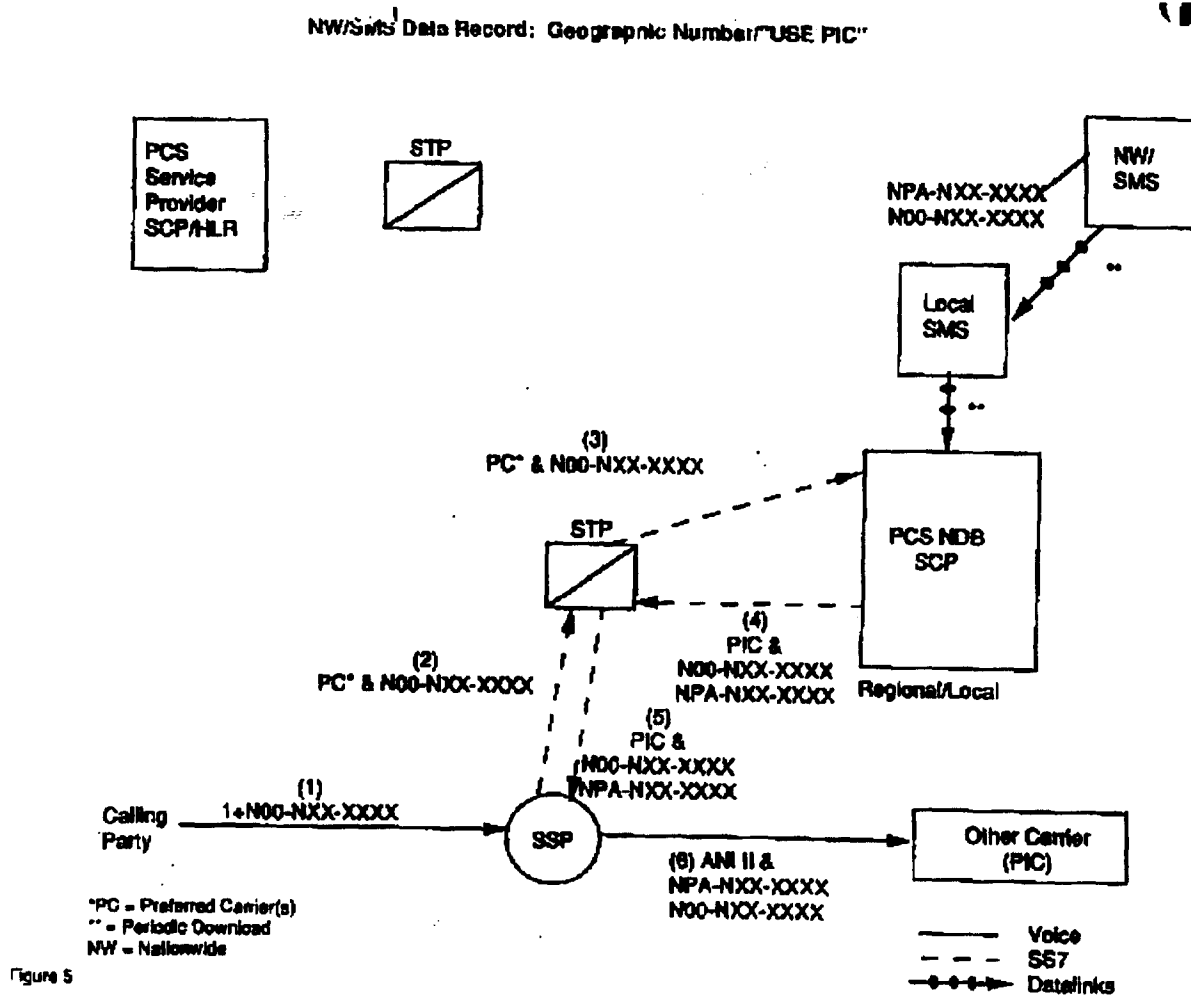 NW/SMS Data Record: Geographic Number/"USE PIC"
PCS
Service
Provider
SCP/HLR
STP
NW/
SMS
NPA-NXX-XXXX
N00-NXX-XXXX
**
Local
SMS
**
(3)
PC* & N00-NXX-XXXX
STP
PCS NDB
SCP
(4)
PIC &
N00-NXX-XXXX
NPA-NXX-XXXX
Regional/Local
(2)
PC* & N00-NXX-XXXX
(5)
PIC &
N00-NXX-XXXX
NPA-NXX-XXXX
(1)
1+N00-NXX-XXXX
Calling
Party
SSP
Other Carrier
(PIC)
(6) ANI II &
NPA-NXX-XXXX
N00-NXX-XXXX
*PC = Preferred Carrier(s)
** = Periodic Download
NW = Nationwide
Voice
SS7
Datalinks
Figure 5